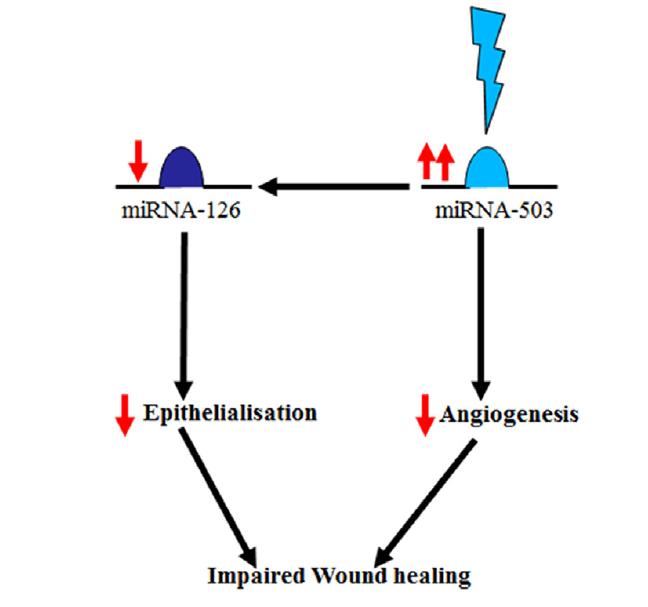 miRNA-126
miRNA-503
Epithelialisation
Angiogenesis
Impaired Wound healing